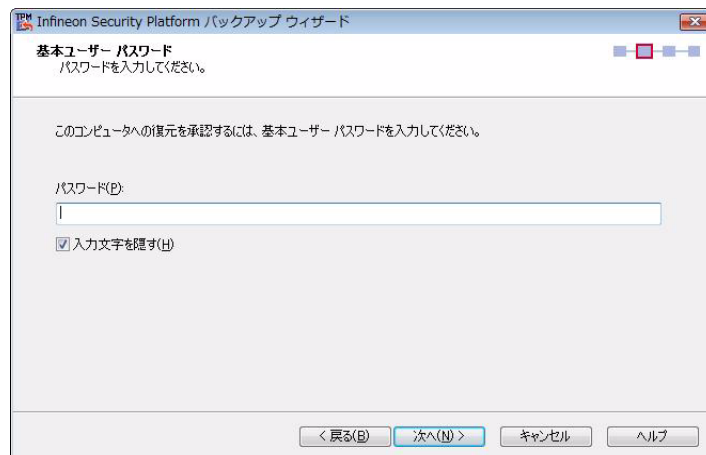 TPM
Infineon Security Platform バックアップ ウィザード
基本ユーザー パスワード
パスワードを入力してください。
このコンピュータへの復元を承認するには、基本ユーザー パスワードを入力してください。
パスワード(P):
入力文字を隠す(H)
< 戻る(B)
次へ(N) >
キャンセル
ヘルプ